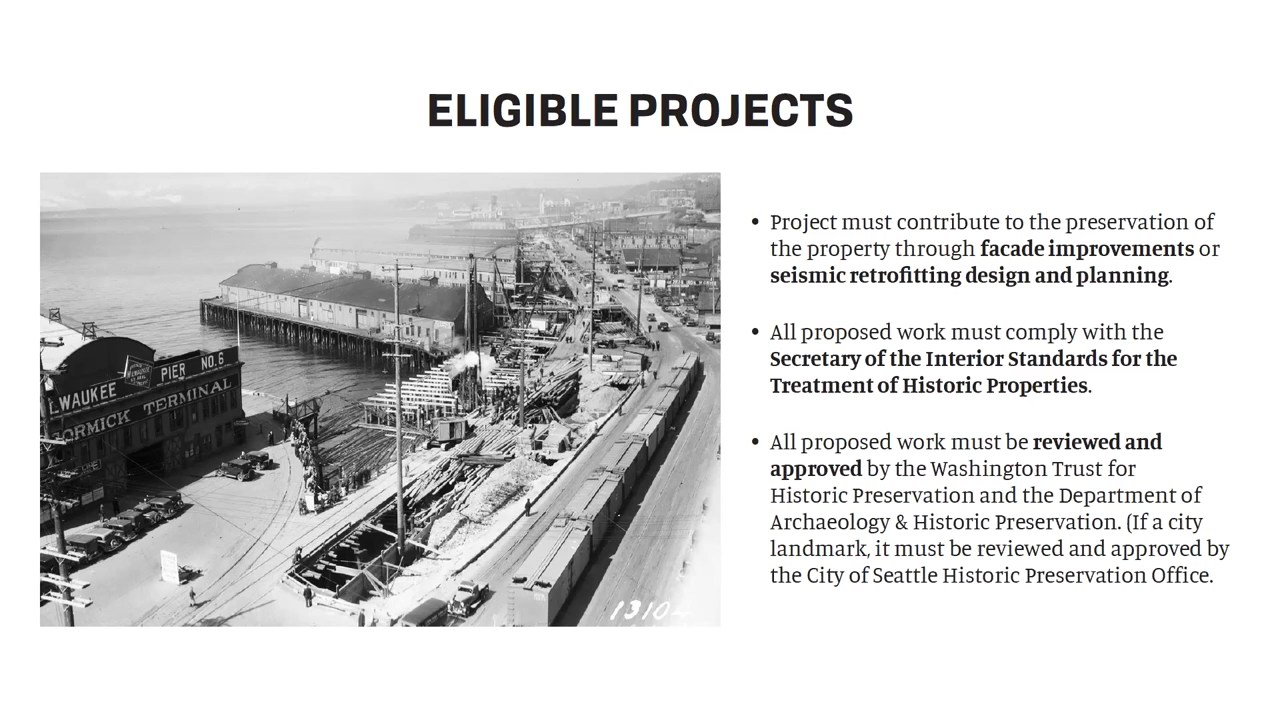 ELIGIBLE PROJECTS
• Project must contribute to the preservation of
the property through facade improvements or
seismic retrofitting design and planning.
• All proposed work must comply with the
Secretary of the Interior Standards for the
Treatment of Historic Properties.
• All proposed work must be reviewed and
approved by the Washington Trust for
Historic Preservation and the Department of
Archaeology & Historic Preservation. (If a city
landmark, it must be reviewed and approved by
the City of Seattle Historic Preservation Office.
LWAUKEE PIER NO.6
ORMICK TERMINAL
13104